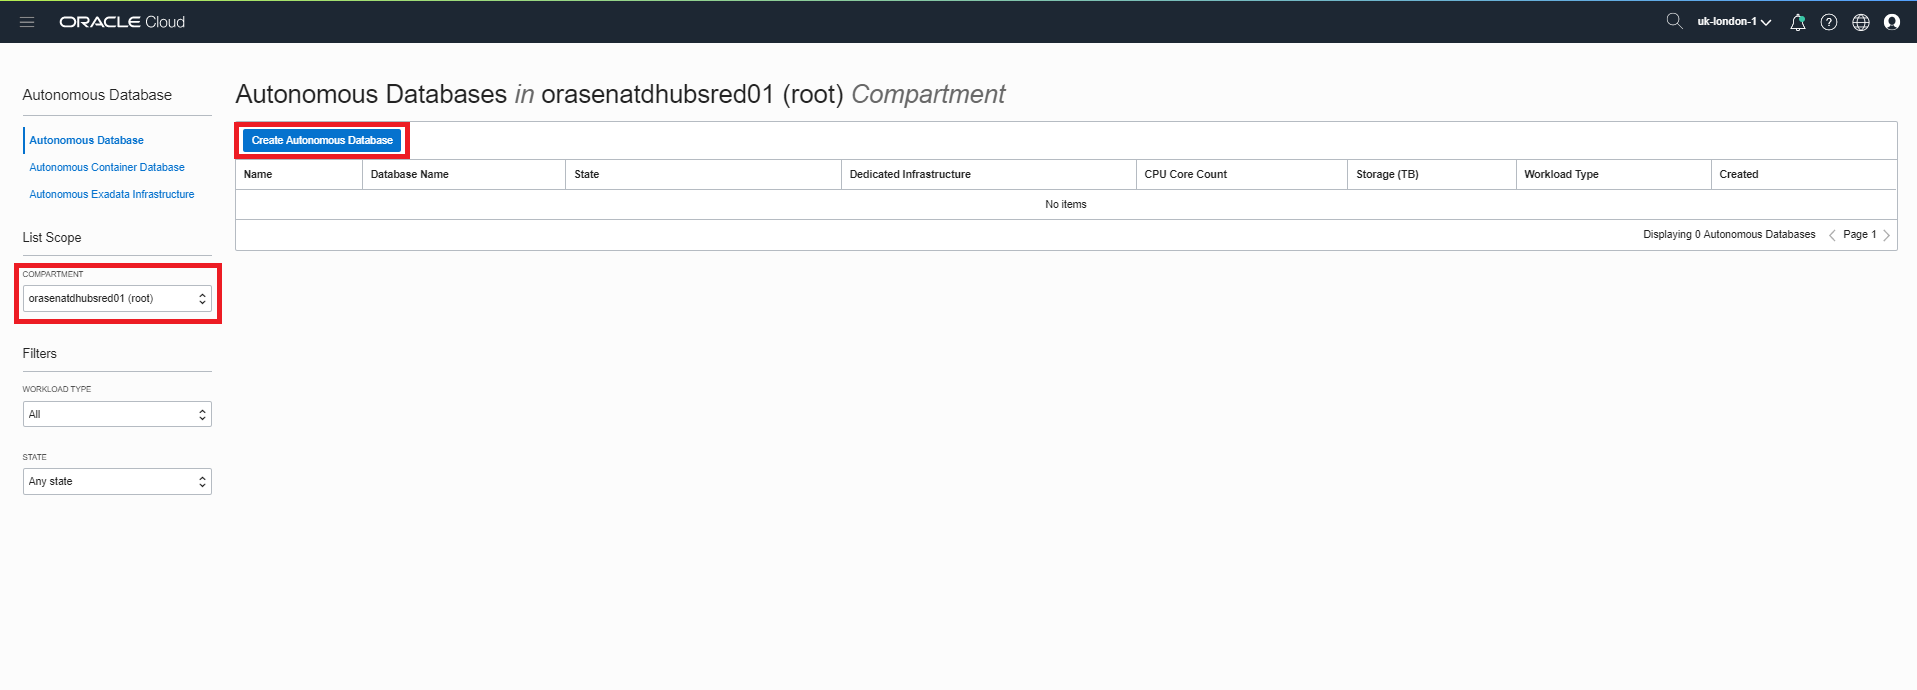 ORACLE Cloud
uk-london-1
Autonomous Database
Autonomous Database
Autonomous Container Database
Autonomous Exadata Infrastructure
List Scope
COMPARTMENT
orasenatdhubsred01 (root)
Filters
WORKLOAD TYPE
All
STATE
Any state
Autonomous Databases in orasenatdhubsred01 (root) Compartment
Create Autonomous Database
Name Database Name State Dedicated Infrastructure CPU Core Count Storage (TB) Workload Type Created
No items
Displaying 0 Autonomous Databases < Page 1 >